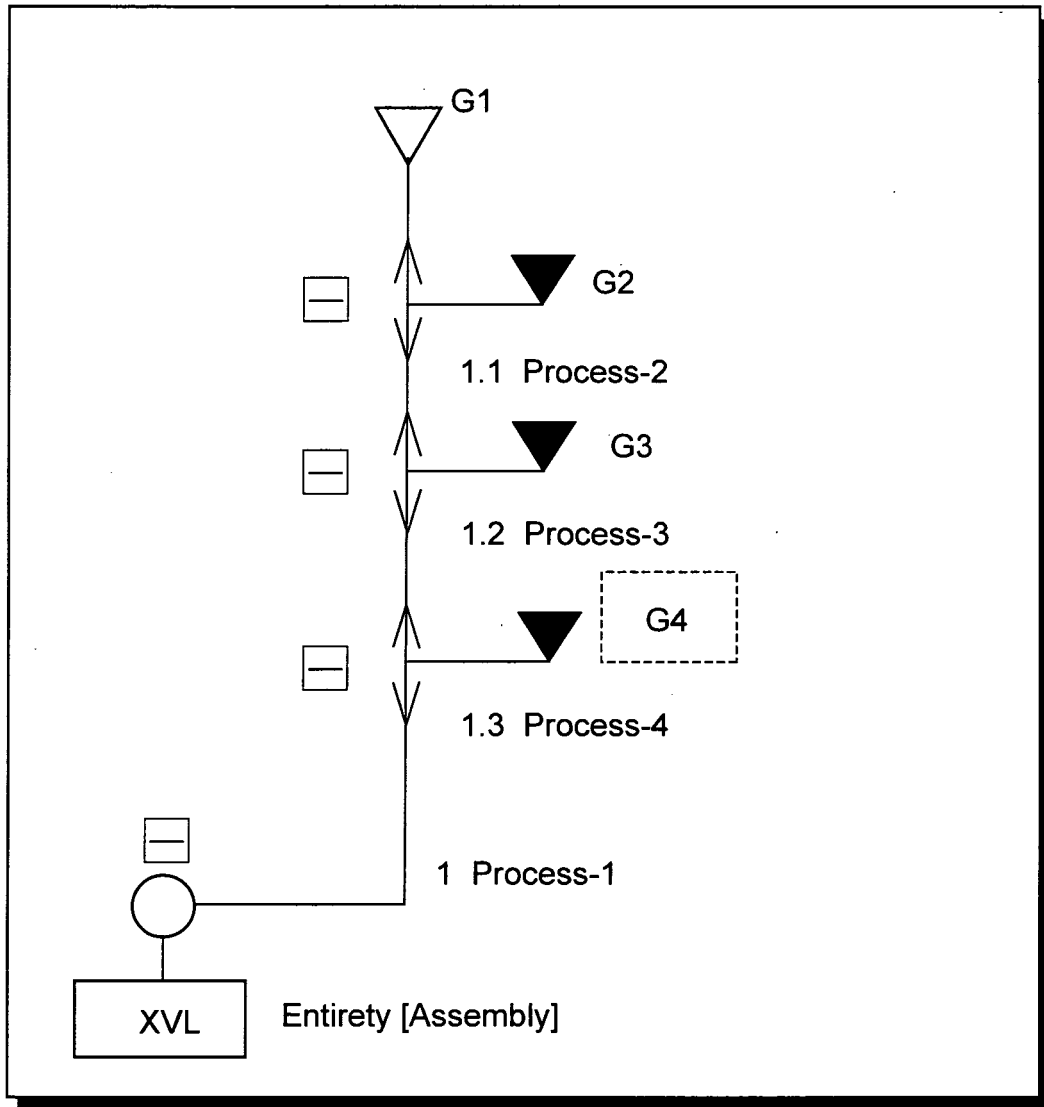 G1
G2
1.1 Process-2
G3
1.2 Process-3
G4
1.3 Process-4
1 Process-1
XVL
Entirety [Assembly]